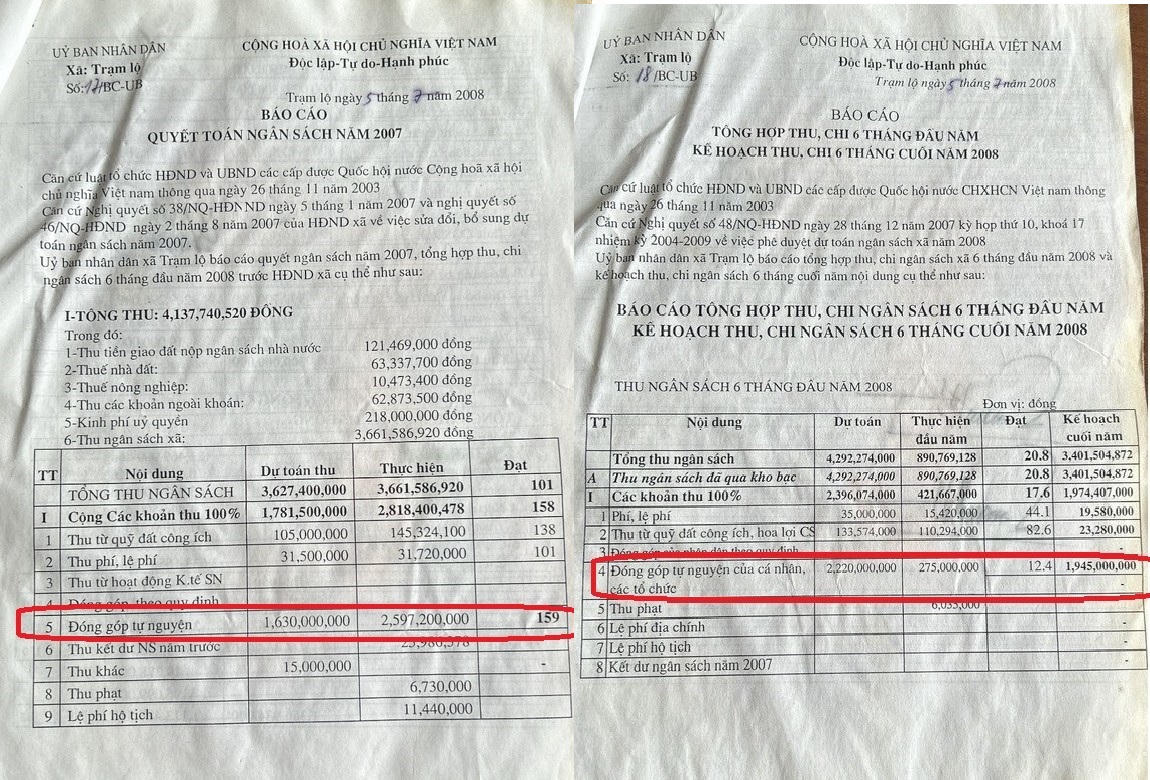 UỶ BAN NHÂN DÂN
Xã: Trạm lộ
Số: 17/BC-UB
CỘNG HOÀ XÃ HỘI CHỦ NGHĨA VIỆT NAM
Độc lập-Tự do-Hạnh phúc
Trạm lộ ngày 5 tháng 7 năm 2008
BÁO CÁO
QUYẾT TOÁN NGÂN SÁCH NĂM 2007
Căn cứ luật tổ chức HĐND và UBND các cấp được Quốc hội nước Cộng hoã xã hội
chủ nghĩa Việt nam thông qua ngày 26 tháng 11 năm 2003
Căn cứ Nghị quyết số 38/NQ-HĐN ND ngày 5 tháng 1 năm 2007 và nghị quyết số
46/NQ-HĐND ngày 2 tháng 8 năm 2007 của HĐND xã về việc sửa đổi, bổ sung dự
toán ngân sách năm 2007.
Uỷ ban nhân dân xã Trạm lộ báo cáo quyết ngân sách năm 2007, tổng hợp thu, chi
ngân sách 6 tháng đầu năm 2008 trước HĐND xã cụ thể như sau:
I-TỔNG THU: 4,137,740,520 ĐỒNG
Trong đó:
1-Thu tiền giao đất nộp ngân sách nhà nước 121,469,000 đồng
2-Thuế nhà đất: 63,337,700 đồng
3-Thuế nông nghiệp: 10,473,400 đồng
4-Thu các khoản ngoài khoán: 62,873,500 đồng
5-Kinh phí uỷ quyền 218,000,000 đồng
6-Thu ngân sách xã: 3,661,586,920 đồng
TT Nội dung Dự toán thu Thực hiện Đạt
TỔNG THU NGÂN SÁCH 3,627,400,000 3,661,586,920 101
I Cộng Các khoản thu 100% 1,781,500,000 2,818,400,478 158
1 Thu từ quỹ đất công ích 105,000,000 145,324,100 138
2 Thu phí, lệ phí 31,500,000 31,720,000 101
3 Thu từ hoạt động K.tế SN
4 Đóng góp theo quy định
5 Đóng góp tự nguyện 1,630,000,000 2,597,200,000 159
6 Thu kết dư NS năm trước 25,986,378
7 Thu khác 15,000,000 -
8 Thu phạt 6,730,000
9 Lệ phí hộ tịch 11,440,000
UỶ BAN NHÂN DÂN
Xã: Trạm lộ
Số: 18/BC-UB
CỘNG HOÀ XÃ HỘI CHỦ NGHĨA VIỆT NAM
Độc lập-Tự do-Hạnh phúc
Trạm lộ ngày 5 tháng 7 năm 2008
BÁO CÁO
TỔNG HỢP THU, CHI 6 THÁNG ĐẦU NĂM
KẾ HOẠCH THU, CHI 6 THÁNG CUỐI NĂM 2008
Căn cứ luật tổ chức HĐND và UBND các cấp được Quốc hội nước CHXHCN Việt nam thông
qua ngày 26 tháng 11 năm 2003
Căn cứ Nghị quyết số 48/NQ-HĐND ngày 28 tháng 12 năm 2007 kỳ họp thứ 10, khoá 17
nhiệm kỳ 2004-2009 về việc phê duyệt dự toán ngân sách xã năm 2008
Uỷ ban nhân dân xã Trạm lộ báo cáo tổng hợp thu, chi ngân sách xã 6 tháng đầu năm 2008 và
kế hoạch thu, chi ngân sách 6 tháng cuối năm nội dung cụ thể như sau:
BÁO CÁO TỔNG HỢP THU, CHI NGÂN SÁCH 6 THÁNG ĐẦU NĂM
KẾ HOẠCH THU, CHI NGÂN SÁCH 6 THÁNG CUỐI NĂM 2008
THU NGÂN SÁCH 6 THÁNG ĐẦU NĂM 2008
Đơn vị: đồng
TT Nội dung Dự toán Thực hiện đầu năm Đạt Kế hoạch cuối năm
Tổng thu ngân sách 4,292,274,000 890,769,128 20.8 3,401,504,872
A Thu ngân sách đã qua kho bạc 4,292,274,000 890,769,128 20.8 3,401,504,872
I Các khoản thu 100% 2,396,074,000 421,667,000 17.6 1,974,407,000
1 Phí, lệ phí 35,000,000 15,420,000 44.1 19,580,000
2 Thu từ quỹ đất công ích, hoa lợi CS 133,574,000 110,294,000 82.6 23,280,000
3 Đóng góp của nhân dân theo quy định -
4 Đóng góp tự nguyện của cá nhân, 2,220,000,000 275,000,000 12.4 1,945,000,000
các tổ chức -
5 Thu phạt 6,033,000
6 Lệ phí địa chính -
7 Lệ phí hộ tịch -
8 Kết dư ngân sách năm 2007 -